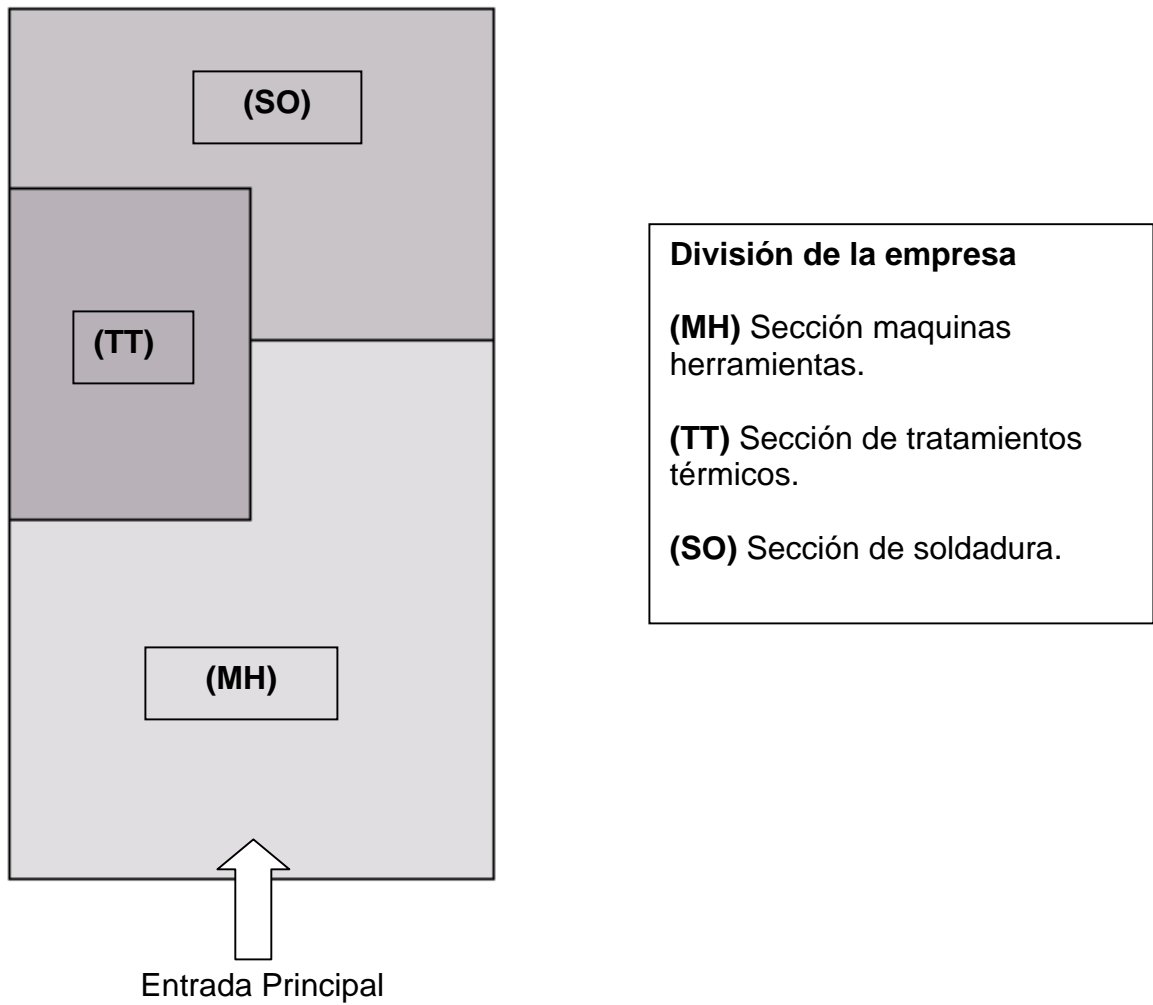 (SO)
(TT)
(MH)
Entrada Principal
División de la empresa
(MH) Sección maquinas
herramientas.
(TT) Sección de tratamientos
térmicos.
(SO) Sección de soldadura.